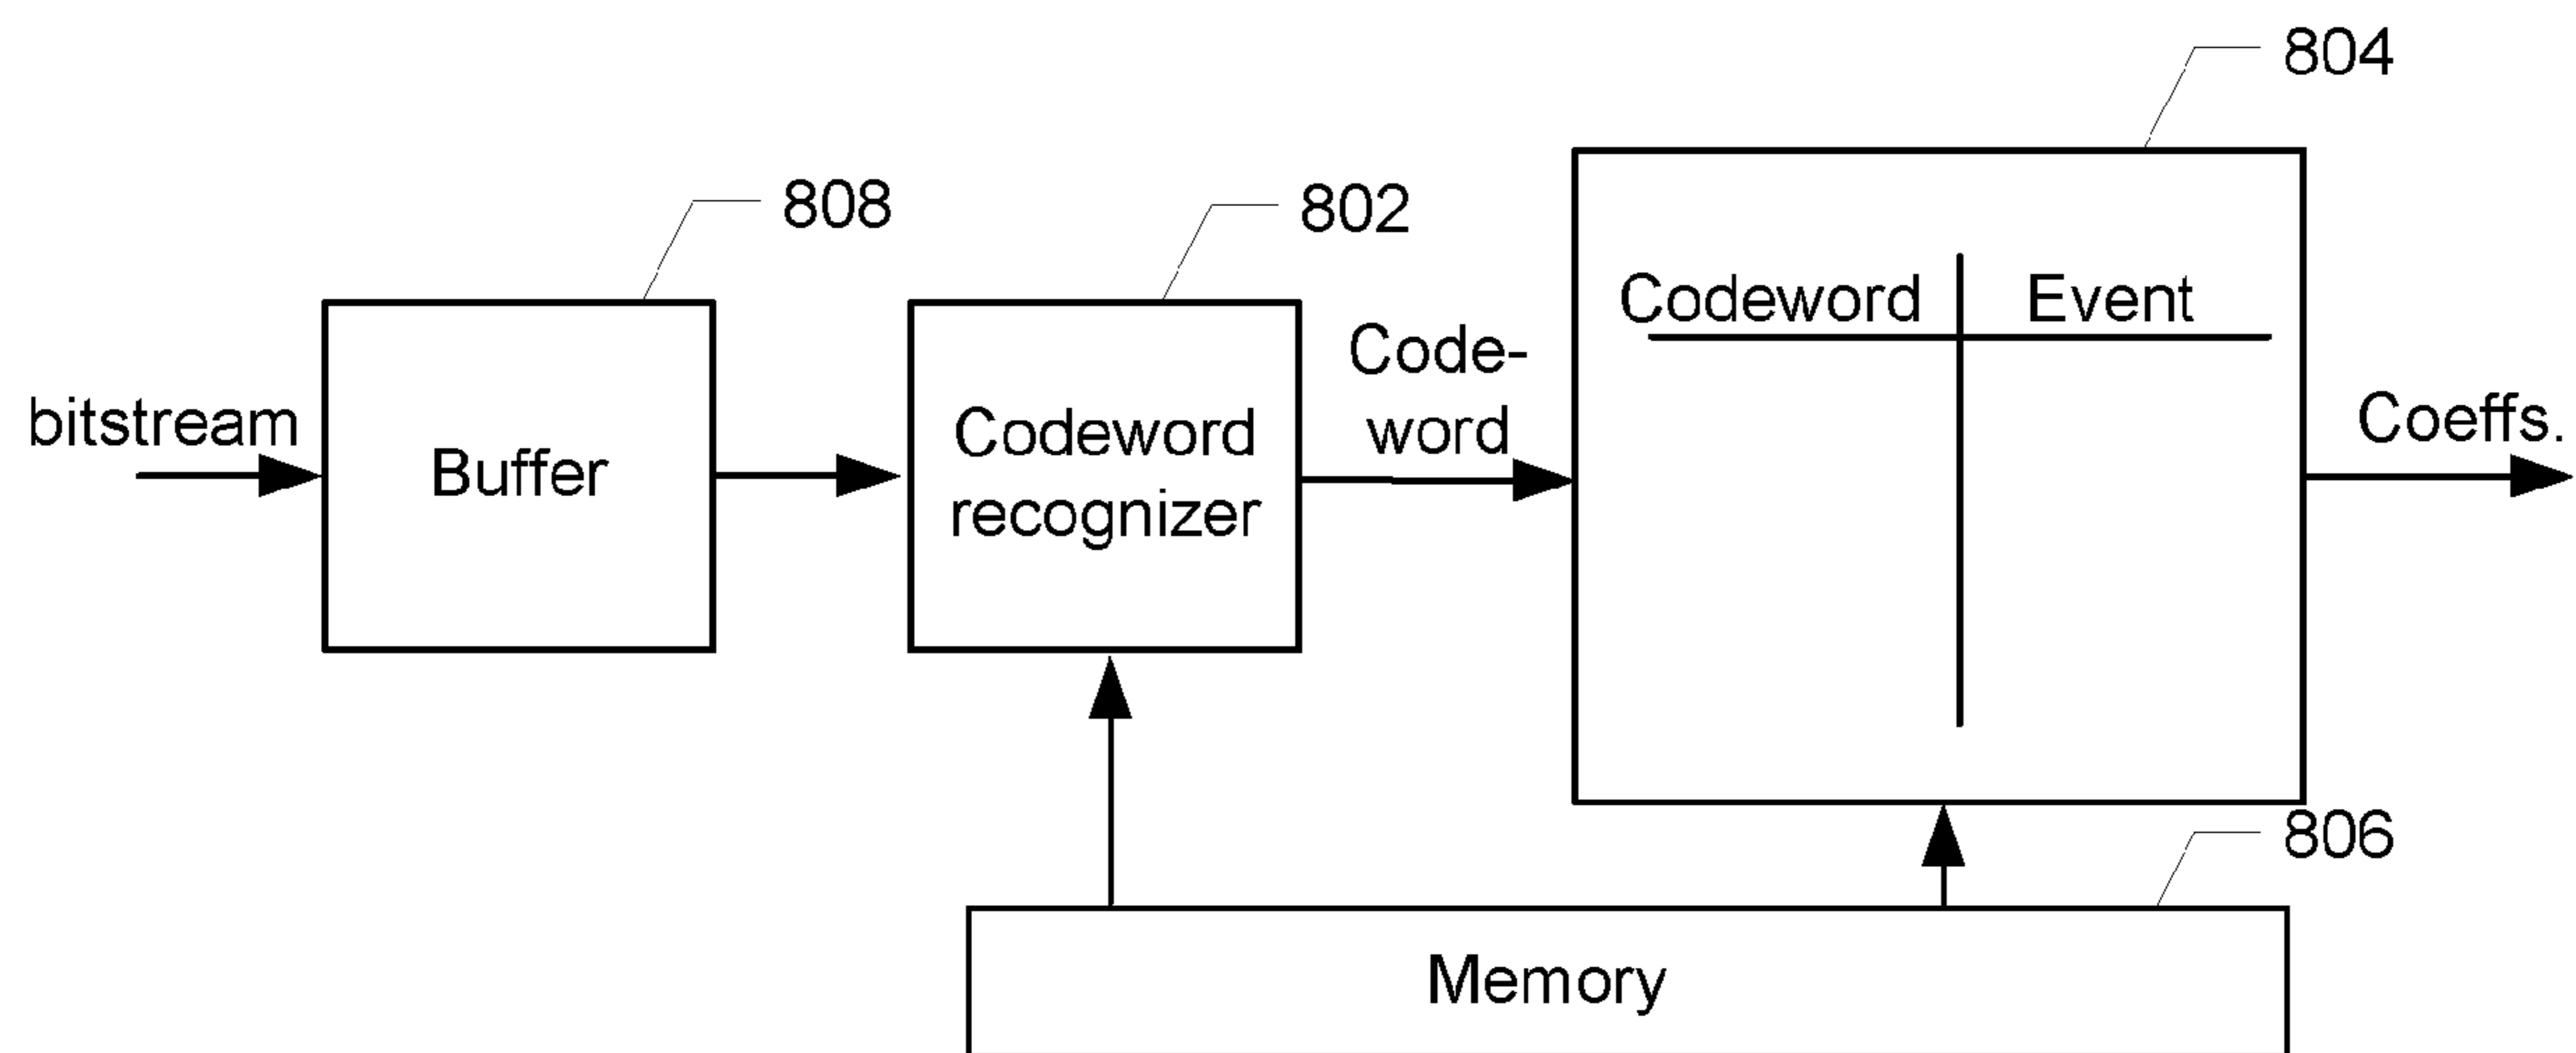 804
808
802
Codeword Event
Code-
word
bitstream
Buffer
Codeword
recognizer
Coeffs.
806
Memory